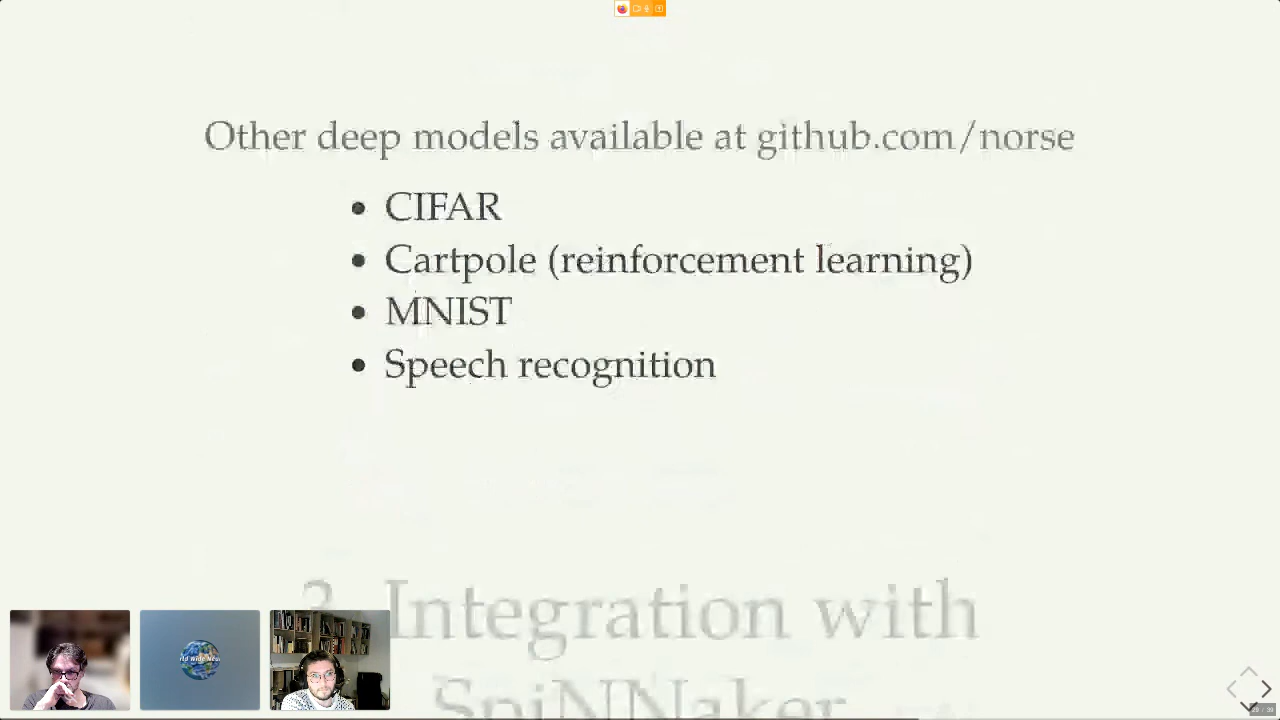 Other deep models available at github.com/norse
• CIFAR
• Cartpole (reinforcement learning)
• MNIST
• Speech recognition
3. Integration with
SpiNNaker